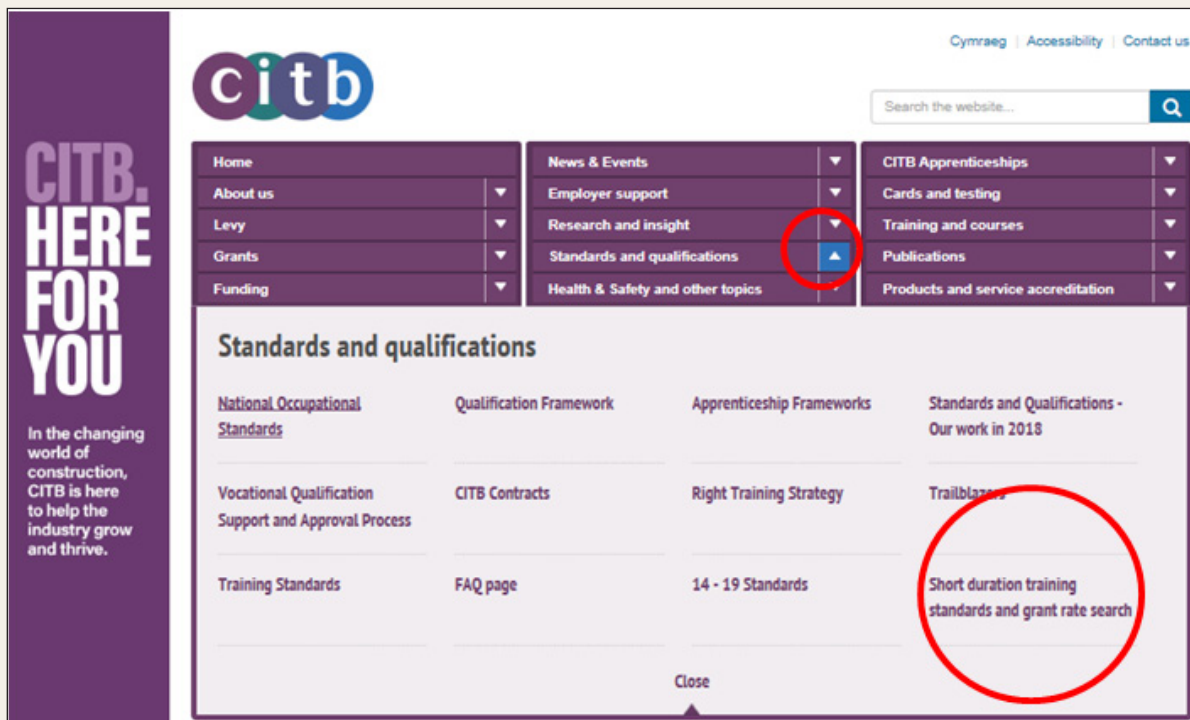 Cymraeg | Accessibility | Contact us
citb
Search the website...
CITB.
HERE
FOR
YOU
In the changing
world of
construction,
CITB is here
to help the
industry grow
and thrive.
Home
About us
Levy
Grants
Funding
News & Events
Employer support
Research and insight
Standards and qualifications
Health & Safety and other topics
CITB Apprenticeships
Cards and testing
Training and courses
Publications
Products and service accreditation
Standards and qualifications
National Occupational
Standards
Qualification Framework
Apprenticeship Frameworks
Standards and Qualifications -
Our work in 2018
Vocational Qualification
Support and Approval Process
CITB Contracts
Right Training Strategy
Trailblazers
Training Standards
FAQ page
14 - 19 Standards
Short duration training
standards and grant rate search
Close